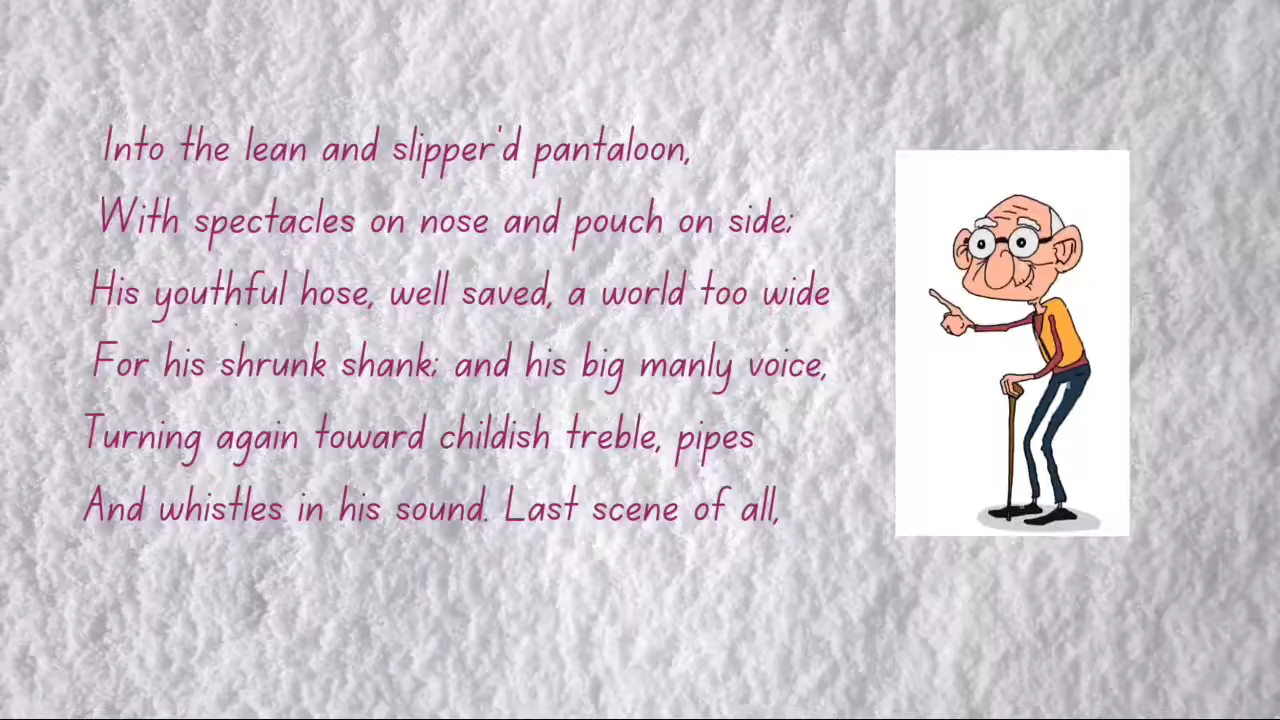 Into the lean and slipper'd pantaloon,
With spectacles on nose and pouch on side;
His youthful hose, well saved, a world too wide
For his shrunk shank; and his big manly voice,
Turning again toward childish treble, pipes
And whistles in his sound. Last scene of all,